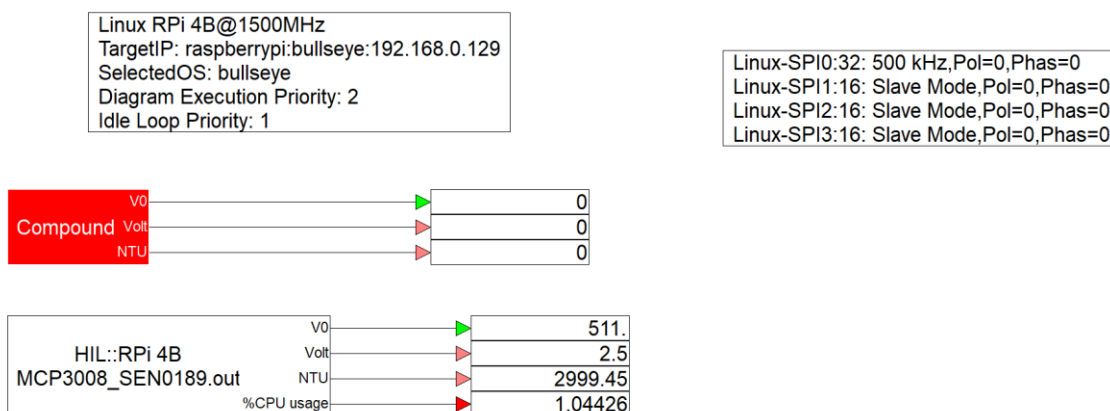 Linux RPi 4B@1500MHz
TargetIP: raspberrypi:bullseye:192.168.0.129
SelectedOS: bullseye
Diagram Execution Priority: 2
Idle Loop Priority: 1
Linux-SPI0:32: 500 kHz,Pol=0,Phas=0
Linux-SPI1:16: Slave Mode,Pol=0,Phas=0
Linux-SPI2:16: Slave Mode,Pol=0,Phas=0
Linux-SPI3:16: Slave Mode,Pol=0,Phas=0
V0 0
Compound Volt 0
NTU 0
V0 511.
HIL::RPi 4B Volt 2.5
MCP3008_SEN0189.out NTU 2999.45
%CPU usage 1.04426